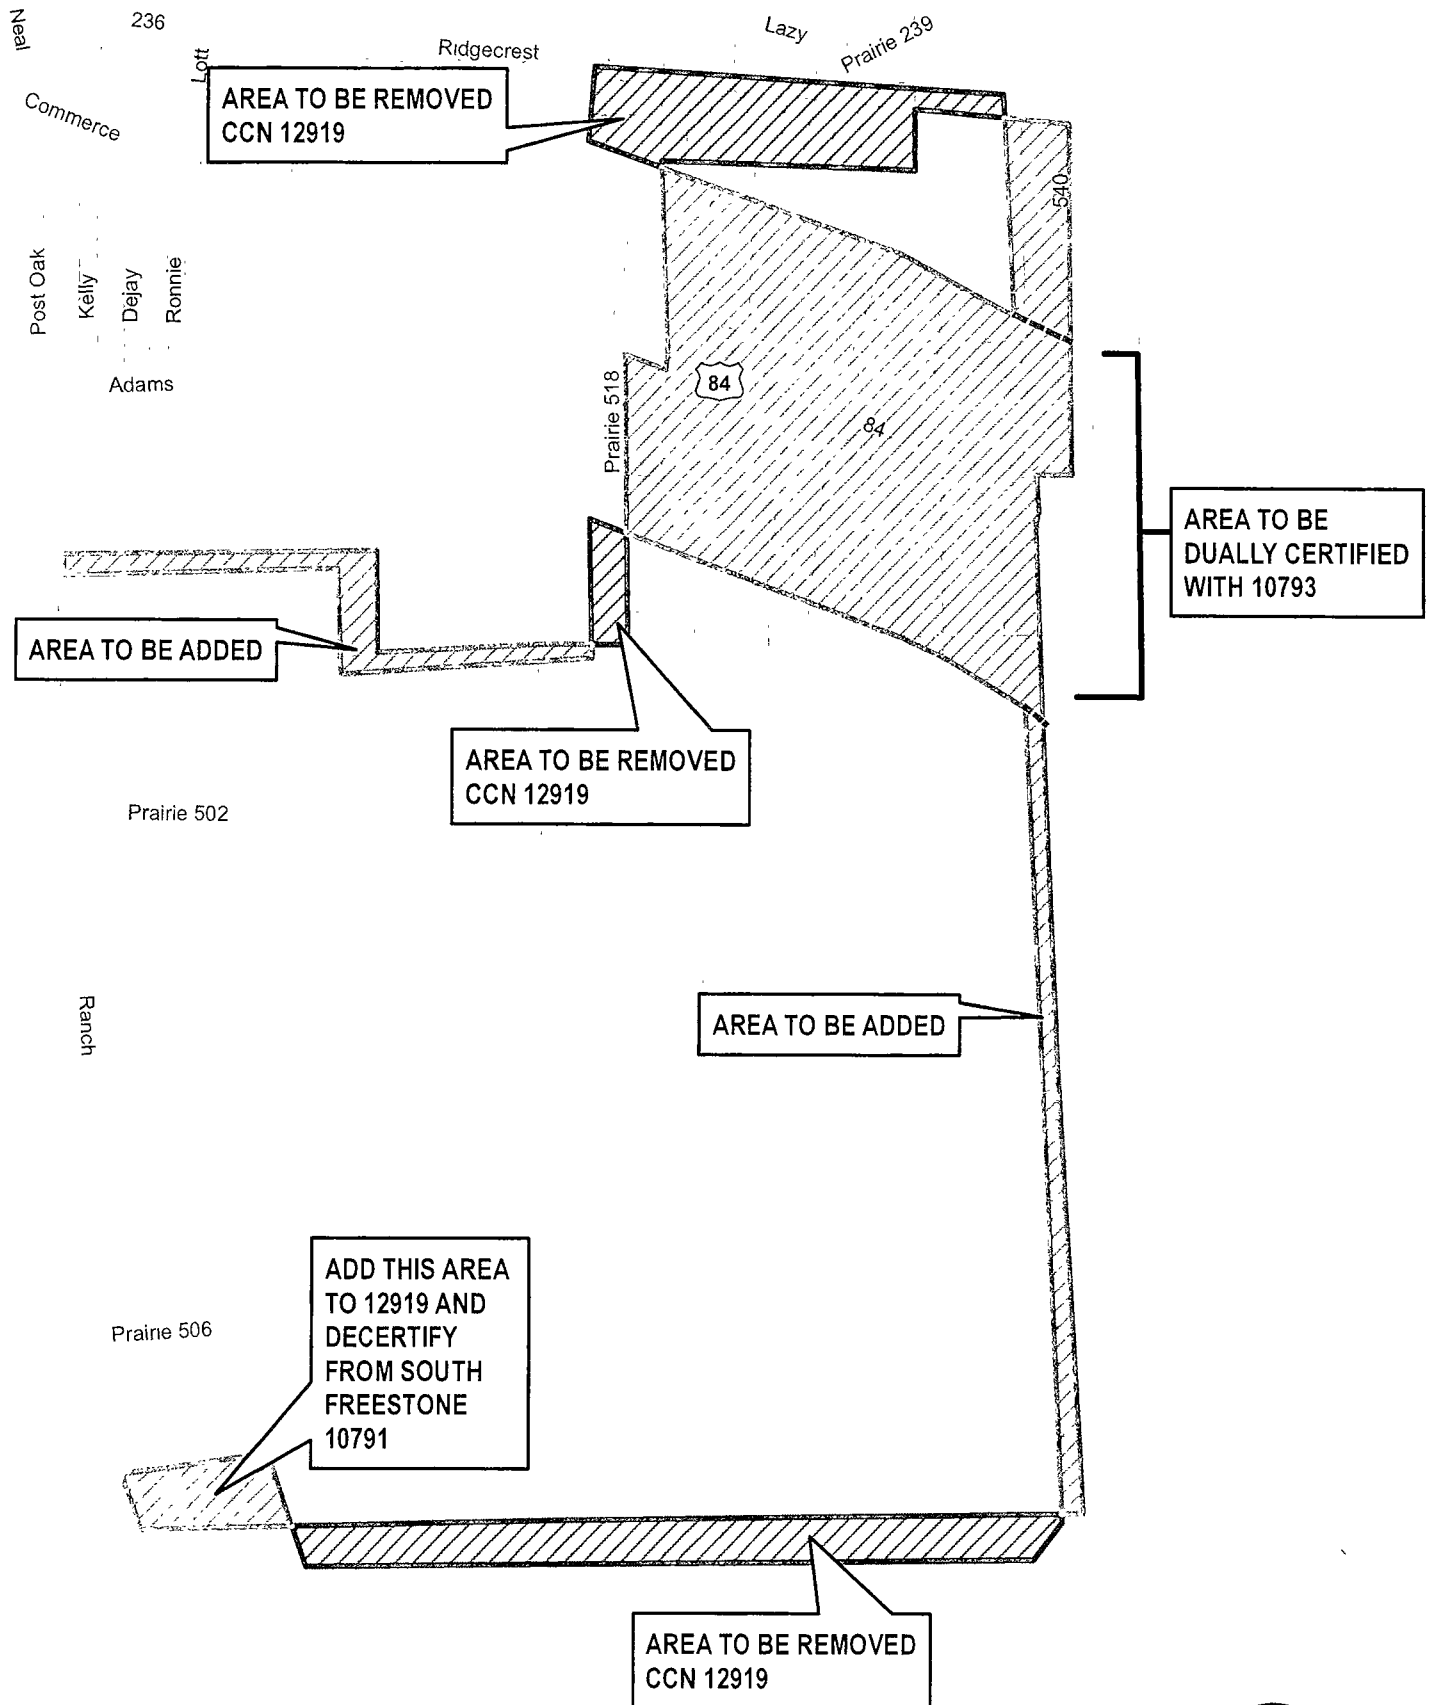 Neal
236
Lott
Ridgecrest
Lazy
Prairie 239
Commerce
AREA TO BE REMOVED
CCN 12919
540
Post Oak
Kelly
Dejay
Ronnie
Adams
Prairie 518
84
84
AREA TO BE
DUALLY CERTIFIED
WITH 10793
AREA TO BE ADDED
AREA TO BE REMOVED
CCN 12919
Prairie 502
Ranch
AREA TO BE ADDED
ADD THIS AREA
TO 12919 AND
DECERTIFY
FROM SOUTH
FREESTONE
10791
Prairie 506
AREA TO BE REMOVED
CCN 12919